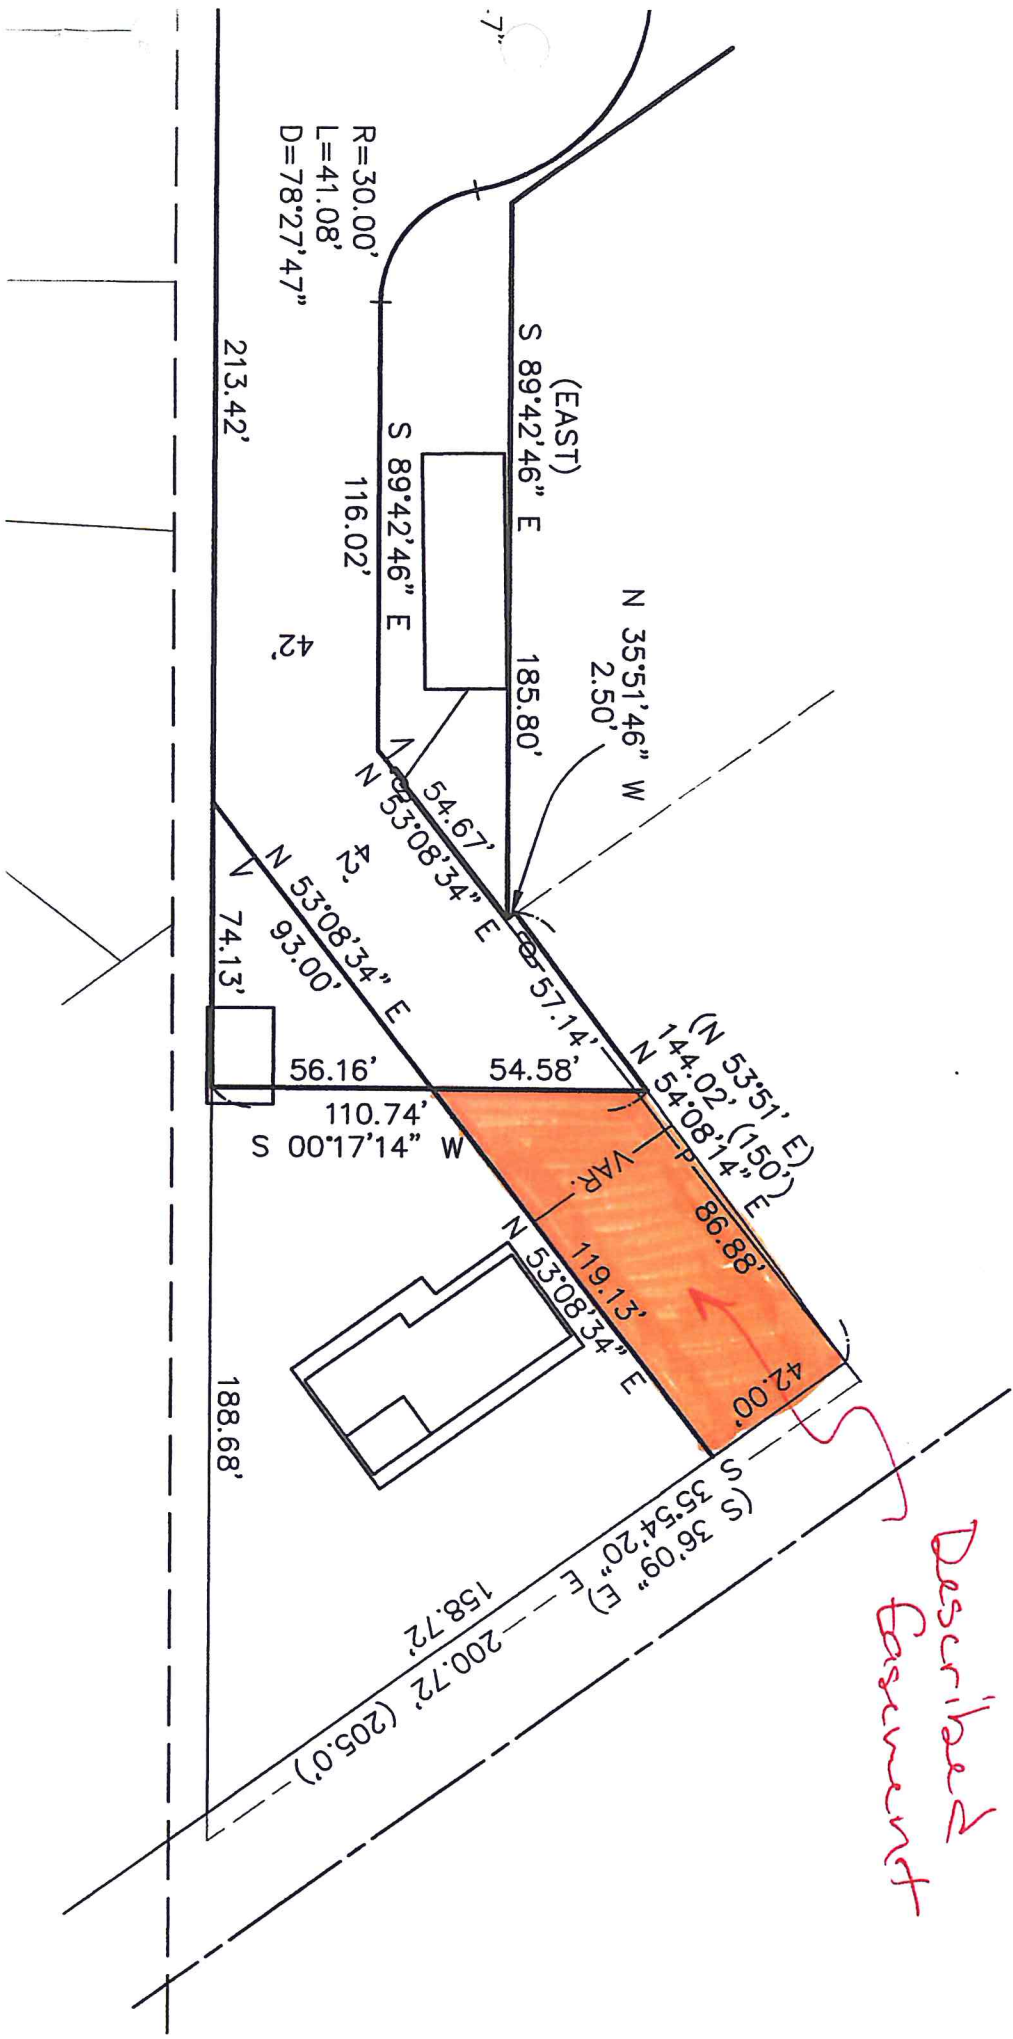 .7"
R=30.00'
L=41.08'
D=78°27'47"
213.42'
(EAST)
S 89°42'46" E
185.80'
S 89°42'46" E
116.02'
42.
N 35°51'46" W
2.50'
54.67'
N 53°08'34" E
42.
N 53°08'34" E
93.00'
74.13'
57.14'
(N 53°51' E)
144.02' (150')
N 54°08'14" E
56.16'
54.58'
110.74'
S 00°17'14" W
P
VAR.
86.88'
119.13'
N 53°08'34" E
42.00'
188.68'
(S 36°09" E)
S 35°54'20" E
158.72'
200.72' (205.0')
Described
Easement